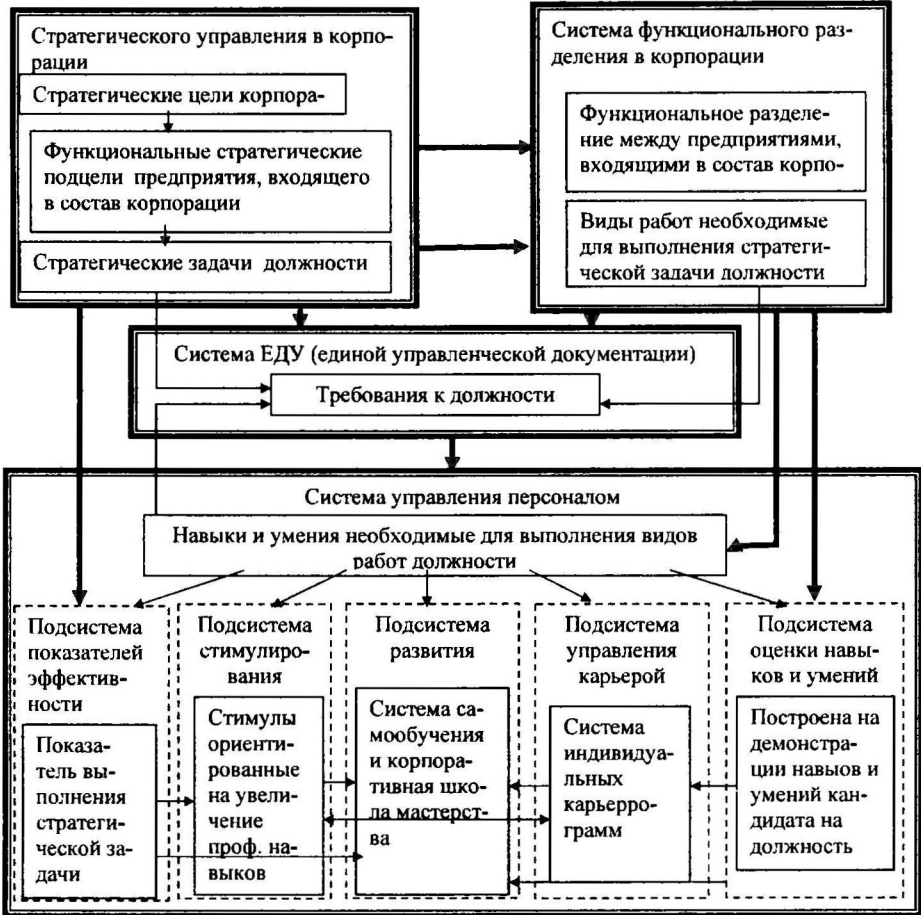 Стратегического управления в корпо-
рации
Стратегические цели корпора-
Функциональные стратегические
подцели предприятия, входящего
в состав корпорации
Стратегические задачи должности
Система функционального раз-
деления в корпорации
Функциональное разделе-
ние между предприятиями,
входящими в состав корпо-
Виды работ необходимые
для выполнения стратеги-
ческой задачи должности
Система ЕДУ (единой управленческой документации)
Требования к должности
Система управления персоналом
Навыки и умения необходимые для выполнения видов
работ должности
Подсистема
показателей
эффектив-
ности
Показа-
тель вы-
полнения
стратеги-
ческой за-
дачи
Подсистема
стимулиро-
вания
Стимулы
ориенти-
рованные
на увели-
чение
проф. на-
выков
Подсистема
развития
Система са-
мообучения
и корпора-
тивная шко-
ла мастерст-
ва
Подсистема
управления
карьерой
Система
индивиду-
альных
карьерро-
грамм
Подсистема
оценки навы-
ков и умений
Построена на
демонстра-
ции навыов и
умений кан-
дидата на
должность